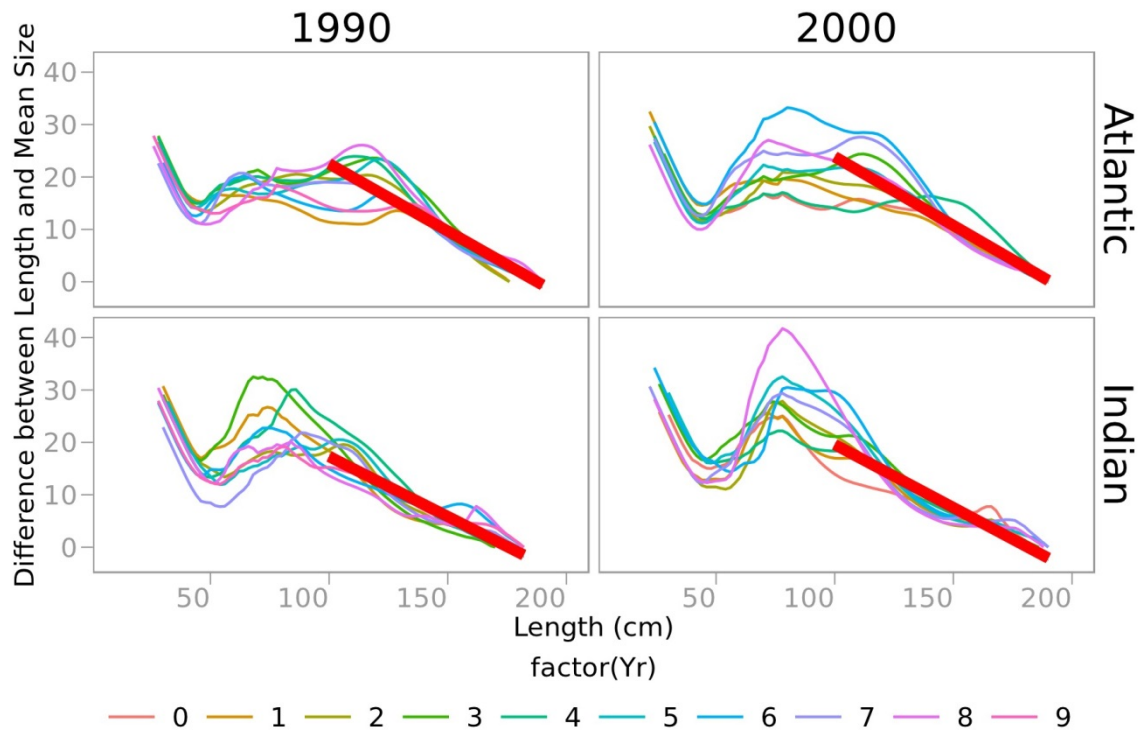 1990 2000
Difference between Length and Mean Size
40
30
20
10
0
Atlantic
40
30
20
10
0
Indian
50 100 150 200 50 100 150 200
Length (cm)
factor(Yr)
0 1 2 3 4 5 6 7 8 9